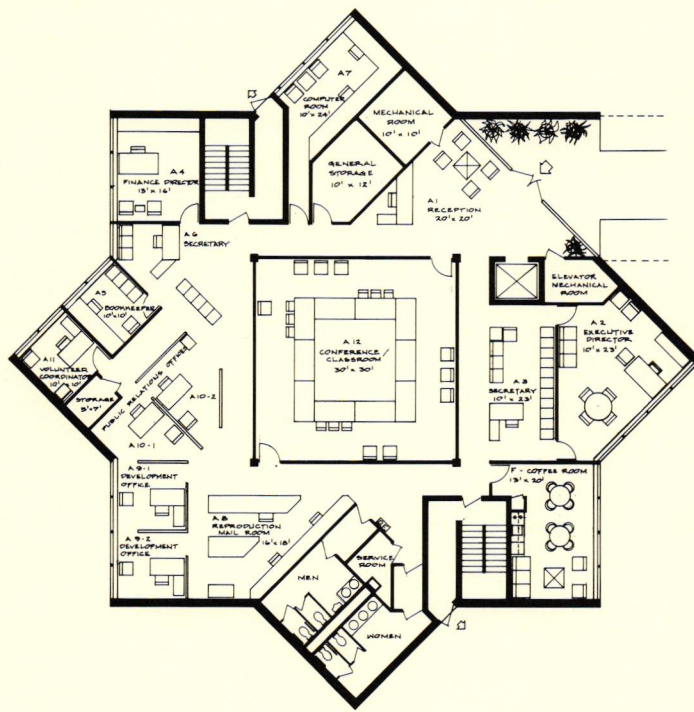 A7
COMPUTER
ROOM
10' x 24'
MECHANICAL
ROOM
10' x 10'
GENERAL
STORAGE
10' x 12'
A4
FINANCE DIRECTOR
13' x 16'
A1
RECEPTION
20' x 20'
A6
SECRETARY
ELEVATOR
MECHANICAL
ROOM
A5
BOOKKEEPER
10' x 10'
A2
EXECUTIVE
DIRECTOR
10' x 23'
A11
VOLUNTEER
COORDINATOR
10' x 10'
STORAGE
5' x 7'
PUBLIC RELATIONS OFFICE
A10-2
A10-1
A12
CONFERENCE /
CLASSROOM
30' x 30'
A3
SECRETARY
10' x 23'
A9-1
DEVELOPMENT
OFFICE
F - COFFEE ROOM
13' x 20'
A8
REPRODUCTION
MAIL ROOM
16' x 18'
A9-2
DEVELOPMENT
OFFICE
SERVICE
ROOM
MEN
WOMEN